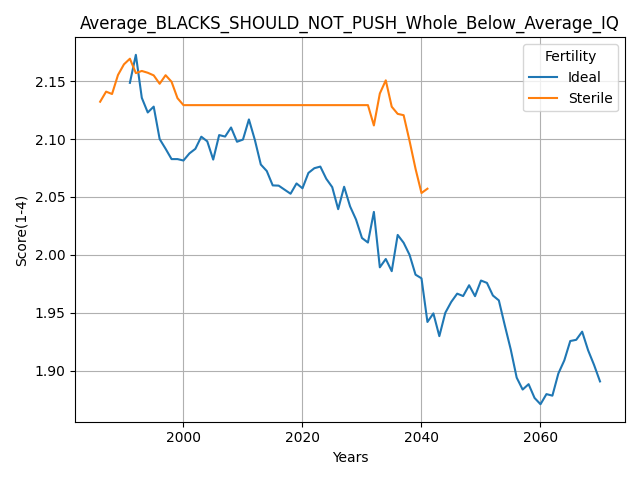 Average_BLACKS_SHOULD_NOT_PUSH_Whole_Below_Average_IQ
Fertility
Ideal
Sterile
Score(1-4)
2.15
2.10
2.05
2.00
1.95
1.90
2000 2020 2040 2060
Years